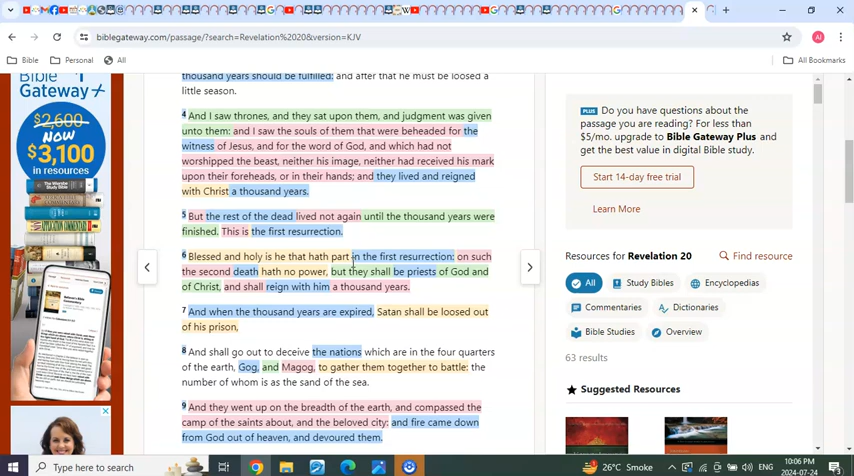 biblegateway.com/passage/?search=Revelation%2020&version=KJV
Bible
Personal
All
All Bookmarks
Bible
Gateway+
$2,600
NOW
$3,100
in resources
thousand years should be fulfilled: and after that he must be loosed a
little season.
4 And I saw thrones, and they sat upon them, and judgment was given
unto them: and I saw the souls of them that were beheaded for the
witness of Jesus, and for the word of God, and which had not
worshipped the beast, neither his image, neither had received his mark
upon their foreheads, or in their hands; and they lived and reigned
with Christ a thousand years.
5 But the rest of the dead lived not again until the thousand years were
finished. This is the first resurrection.
6 Blessed and holy is he that hath part in the first resurrection: on such
the second death hath no power, but they shall be priests of God and
of Christ, and shall reign with him a thousand years.
7 And when the thousand years are expired, Satan shall be loosed out
of his prison,
8 And shall go out to deceive the nations which are in the four quarters
of the earth, Gog, and Magog, to gather them together to battle: the
number of whom is as the sand of the sea.
9 And they went up on the breadth of the earth, and compassed the
camp of the saints about, and the beloved city: and fire came down
from God out of heaven, and devoured them.
PLUS Do you have questions about the
passage you are reading? For less than
$5/mo. upgrade to Bible Gateway Plus and
get the best value in digital Bible study.
Start 14-day free trial
Learn More
Resources for Revelation 20
Find resource
All
Study Bibles
Encyclopedias
Commentaries
Dictionaries
Bible Studies
Overview
63 results
Suggested Resources
Type here to search
26°C Smoke
ENG
10:06 PM
2024-07-24